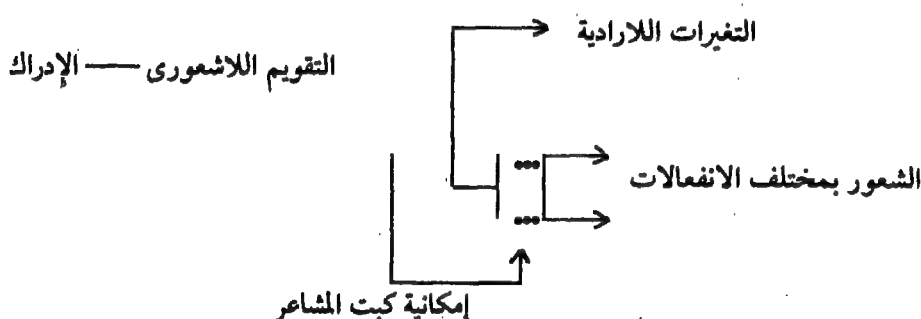 التغيرات اللارادية
التقويم اللاشعورى — الإدراك
الشعور بمختلف الانفعالات
إمكانية كبت المشاعر